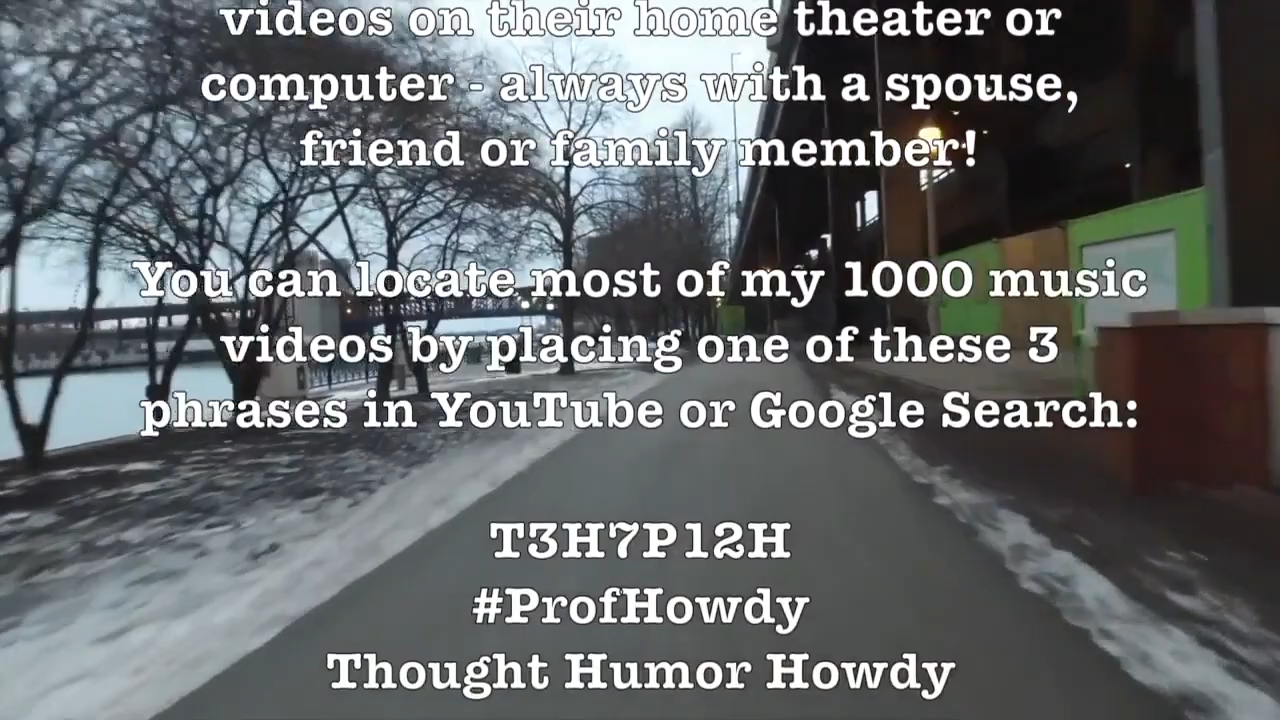 videos on their home theater or
computer - always with a spouse,
friend or family member!
You can locate most of my 1000 music
videos by placing one of these 3
phrases in YouTube or Google Search:
T3H7P12H
#ProfHowdy
Thought Humor Howdy